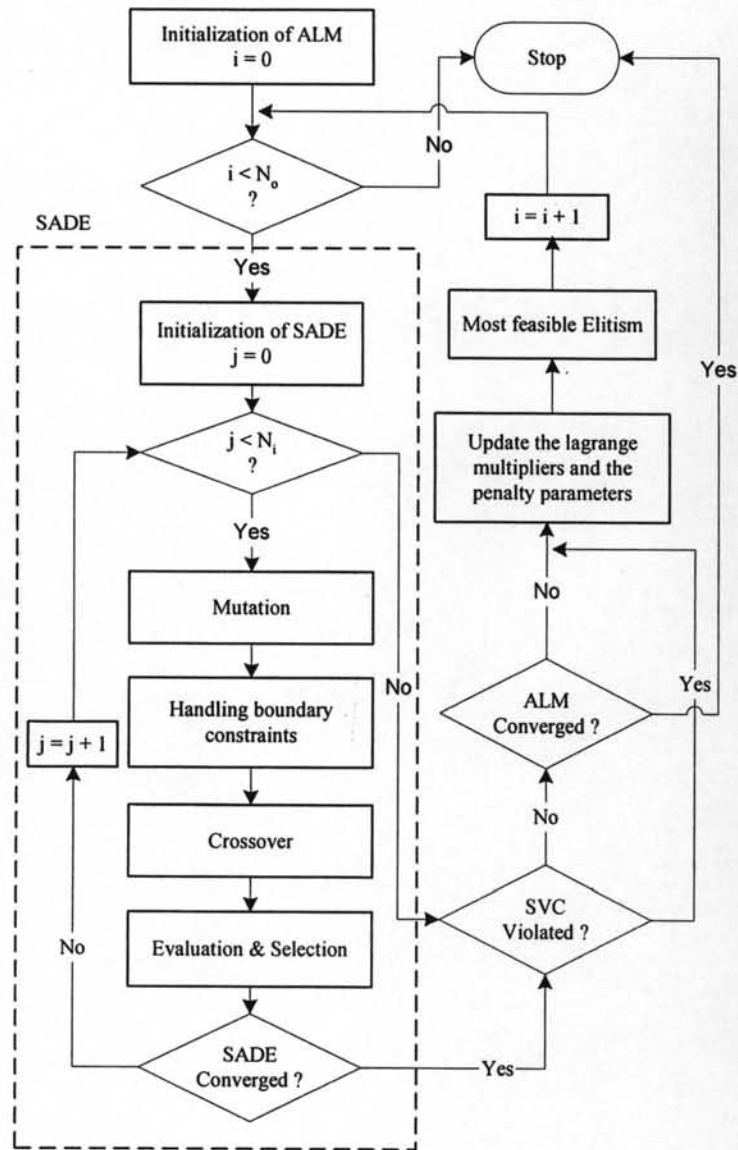 Initialization of ALM
i = 0
Stop
No
i < N_o
?
i = i + 1
SADE
Yes
Initialization of SADE
j = 0
Most feasible Elitism
Yes
j < N_i
?
Update the lagrange
multipliers and the
penalty parameters
Yes
No
Mutation
No
Yes
ALM
Converged ?
Handling boundary
constraints
j = j + 1
No
Crossover
SVC
Violated ?
No
Evaluation & Selection
SADE
Converged ?
Yes